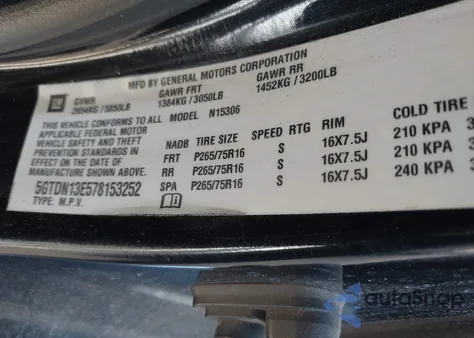 MFD BY GENERAL MOTORS CORPORATION
GM GVWR GAWR FRT GAWR RR
2654KG / 5850LB 1384KG / 3050LB 1452KG / 3200LB
THIS VEHICLE CONFORMS TO ALL MODEL N15306
APPLICABLE FEDERAL MOTOR
VEHICLE SAFETY AND THEFT
PREVENTION STANDARDS IN
EFFECT ON THE DATE OF
MANUFACTURE SHOWN ABOVE.
5GTDN13E578153252
TYPE: M.P.V.
NADB TIRE SIZE SPEED RTG RIM COLD TIRE
FRT P265/75R16 S 16X7.5J 210 KPA
RR P265/75R16 S 16X7.5J 210 KPA
SPA P265/75R16 S 16X7.5J 240 KPA
autoSnap